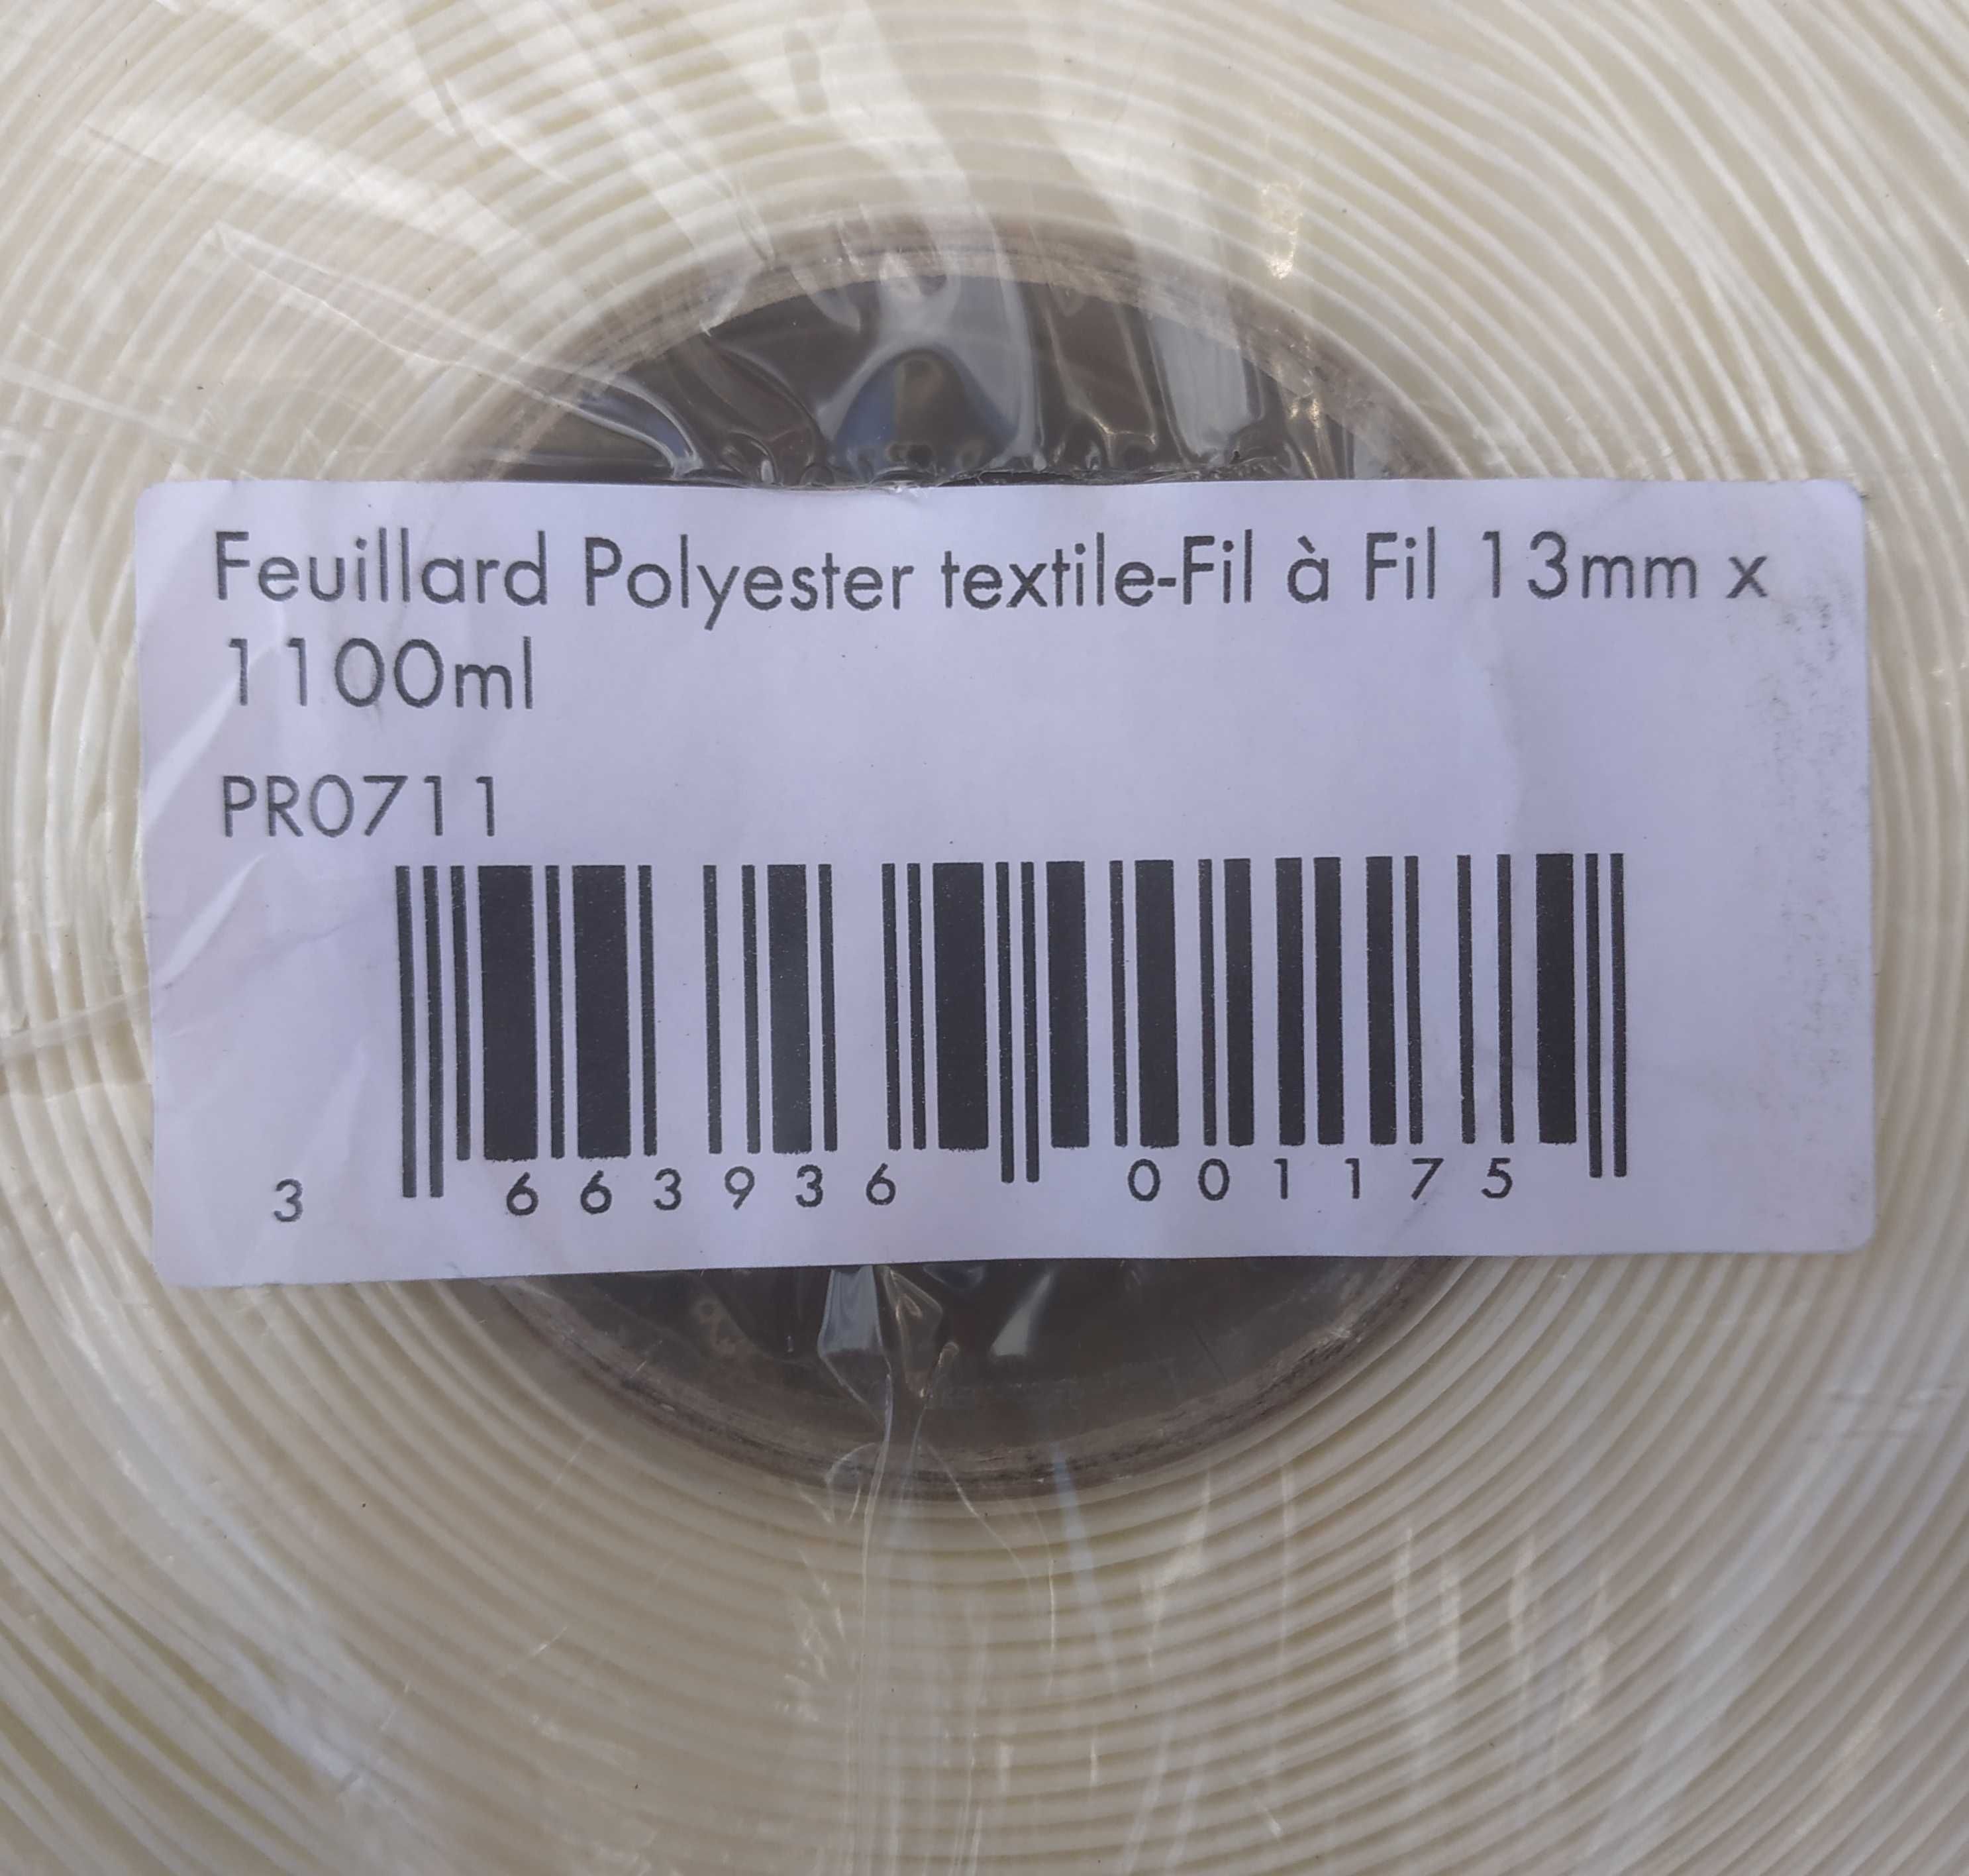 Feuillard Polyester textile-Fil à Fil 13mm x
1100ml
PR0711
3 663936 001175